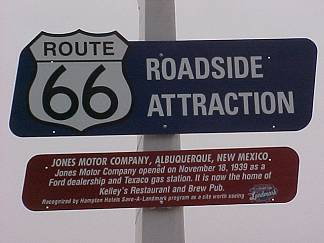 ROUTE
66
ROADSIDE
ATTRACTION
JONES MOTOR COMPANY, ALBUQUERQUE, NEW MEXICO
Jones Motor Company opened on November 18, 1939 as a
Ford dealership and Texaco gas station. It is now the home of
Kelley's Restaurant and Brew Pub.
Recognized by Hampton Hotels Save-A-Landmark program as a site worth seeing
Landmark